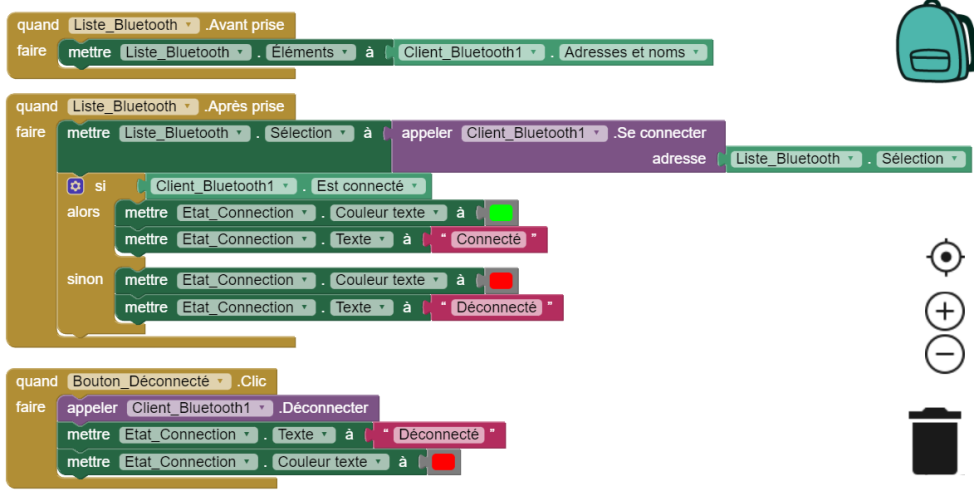 quand Liste_Bluetooth .Avant prise
faire mettre Liste_Bluetooth . Éléments à Client_Bluetooth1 . Adresses et noms
quand Liste_Bluetooth .Après prise
faire mettre Liste_Bluetooth . Sélection à appeler Client_Bluetooth1 .Se connecter
adresse Liste_Bluetooth . Sélection
si Client_Bluetooth1 . Est connecté
alors mettre Etat_Connection . Couleur texte à
mettre Etat_Connection . Texte à " Connecté "
sinon mettre Etat_Connection . Couleur texte à
mettre Etat_Connection . Texte à " Déconnecté "
quand Bouton_Déconnecté .Clic
faire appeler Client_Bluetooth1 .Déconnecter
mettre Etat_Connection . Texte à " Déconnecté "
mettre Etat_Connection . Couleur texte à